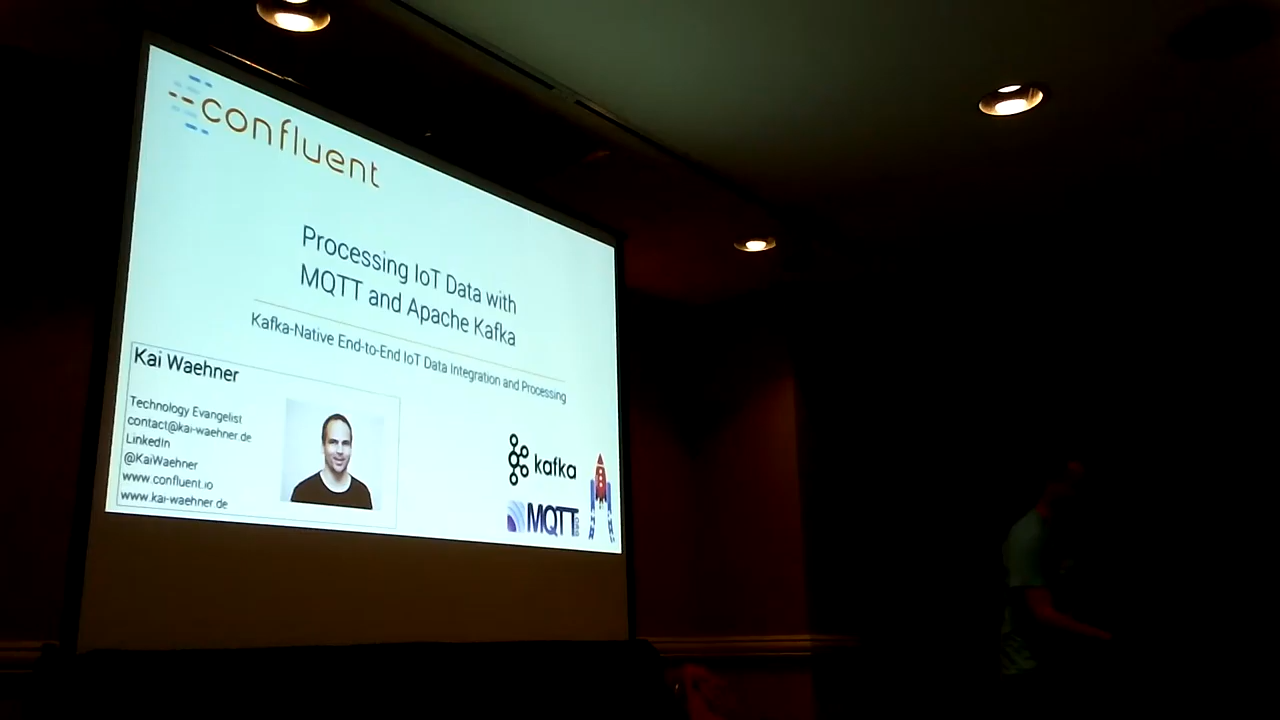 confluent
Processing IoT Data with
MQTT and Apache Kafka
Kafka-Native End-to-End IoT Data Integration and Processing
Kai Waehner
Technology Evangelist
contact@kai-waehner.de
LinkedIn
@KaiWaehner
www.confluent.io
www.kai-waehner.de
kafka
MQTT